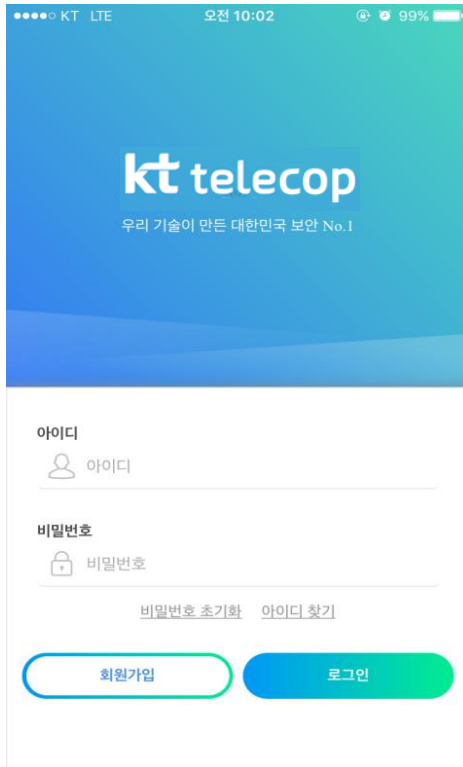 KT LTE 오전 10:02 99%
kt telecop
우리 기술이 만든 대한민국 보안 No.1
아이디
아이디
비밀번호
비밀번호
비밀번호 초기화 아이디 찾기
회원가입 로그인